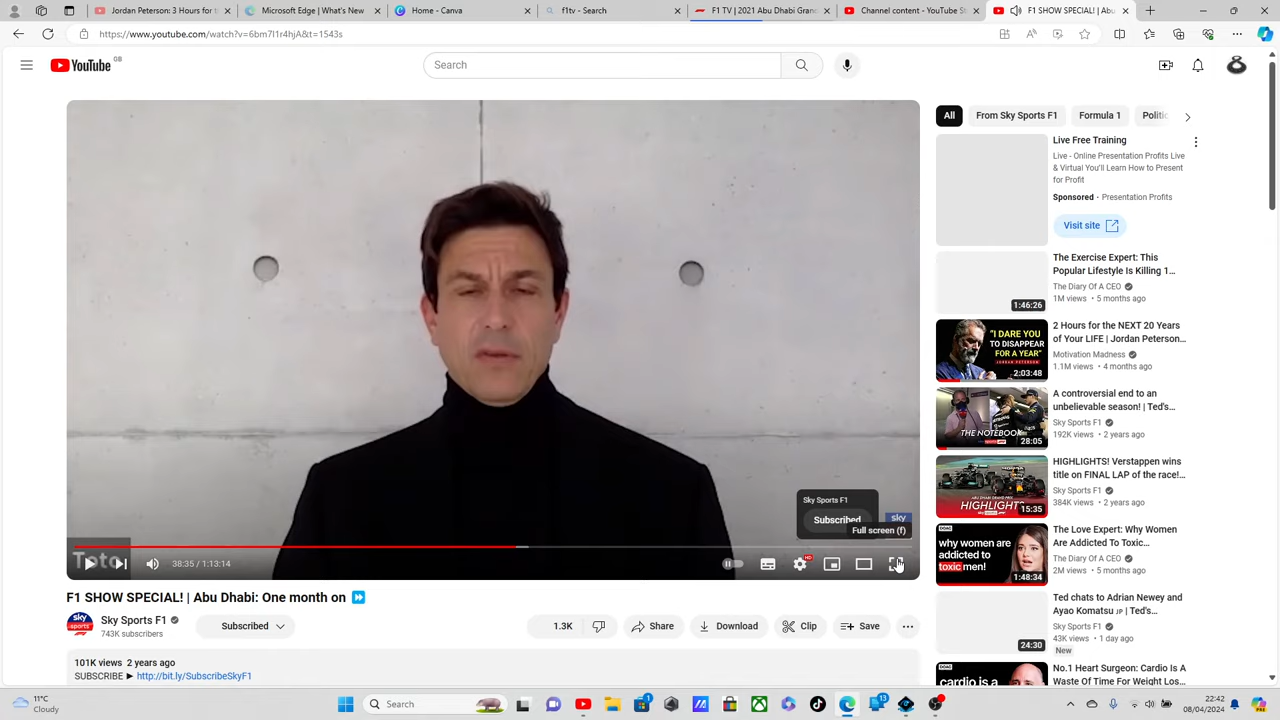 Jordan Peterson: 3 Hours for t
Microsoft Edge | What's New
Home - Canva
f1tv - Search
F1 TV | 2021 Abu Dhabi Gran
Channel content - YouTube St
F1 SHOW SPECIAL! | Abu
https://www.youtube.com/watch?v=6bm7l1r4hjA&t=1543s
YouTube GB
Search
All
From Sky Sports F1
Formula 1
Politic
Live Free Training
Live - Online Presentation Profits Live
& Virtual You'll Learn How to Present
for Profit
Sponsored · Presentation Profits
Visit site
The Exercise Expert: This
Popular Lifestyle Is Killing 1...
The Diary Of A CEO
1M views • 5 months ago
1:46:26
"I DARE YOU
TO DISAPPEAR
FOR A YEAR"
2:03:48
2 Hours for the NEXT 20 Years
of Your LIFE | Jordan Peterson...
Motivation Madness
1.1M views • 4 months ago
THE NOTEBOOK
28:05
A controversial end to an
unbelievable season! | Ted's...
Sky Sports F1
192K views • 2 years ago
HIGHLIGHTS
15:35
HIGHLIGHTS! Verstappen wins
title on FINAL LAP of the race!...
Sky Sports F1
384K views • 2 years ago
why women are
addicted to
toxic men!
1:48:34
The Love Expert: Why Women
Are Addicted To Toxic...
The Diary Of A CEO
2M views • 5 months ago
24:30
Ted chats to Adrian Newey and
Ayao Komatsu JP | Ted's...
Sky Sports F1
43K views • 1 day ago
New
cardio is a
No.1 Heart Surgeon: Cardio Is A
Waste Of Time For Weight Los...
Sky Sports F1
Subscribed
sky
Full screen (f)
Toto
38:35 / 1:13:14
HD
F1 SHOW SPECIAL! | Abu Dhabi: One month on
sky sports F1
Sky Sports F1
743K subscribers
Subscribed
1.3K
Share
Download
Clip
Save
101K views 2 years ago
SUBSCRIBE ► http://bit.ly/SubscribeSkyF1
11°C
Cloudy
Search
1
13
22:42
08/04/2024